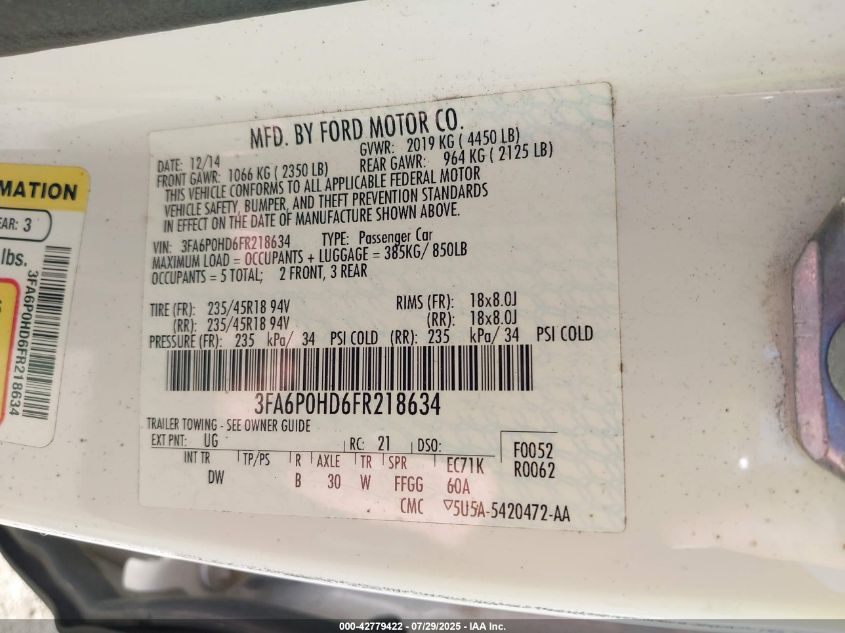 MATION
EAR: 3
lbs.
3FA6P0HD6FR218634
MFD. BY FORD MOTOR CO.
DATE: 12/14 GVWR: 2019 KG ( 4450 LB)
FRONT GAWR: 1066 KG ( 2350 LB) REAR GAWR: 964 KG ( 2125 LB)
THIS VEHICLE CONFORMS TO ALL APPLICABLE FEDERAL MOTOR
VEHICLE SAFETY, BUMPER, AND THEFT PREVENTION STANDARDS
IN EFFECT ON THE DATE OF MANUFACTURE SHOWN ABOVE.
VIN: 3FA6P0HD6FR218634 TYPE: Passenger Car
MAXIMUM LOAD = OCCUPANTS + LUGGAGE = 385KG/ 850LB
OCCUPANTS = 5 TOTAL; 2 FRONT, 3 REAR
TIRE (FR): 235/45R18 94V RIMS (FR): 18x8.0J
(RR): 235/45R18 94V (RR): 18x8.0J
PRESSURE (FR): 235 kPa/ 34 PSI COLD (RR): 235 kPa/ 34 PSI COLD
3FA6P0HD6FR218634
TRAILER TOWING - SEE OWNER GUIDE
EXT PNT: UG RC: 21 DSO: F0052
INT TR TP/PS R AXLE TR SPR EC71K R0062
DW B 30 W FFGG 60A
CMC ▽5U5A-5420472-AA
000-42779422 | 07/29/2025 - IAA Inc.